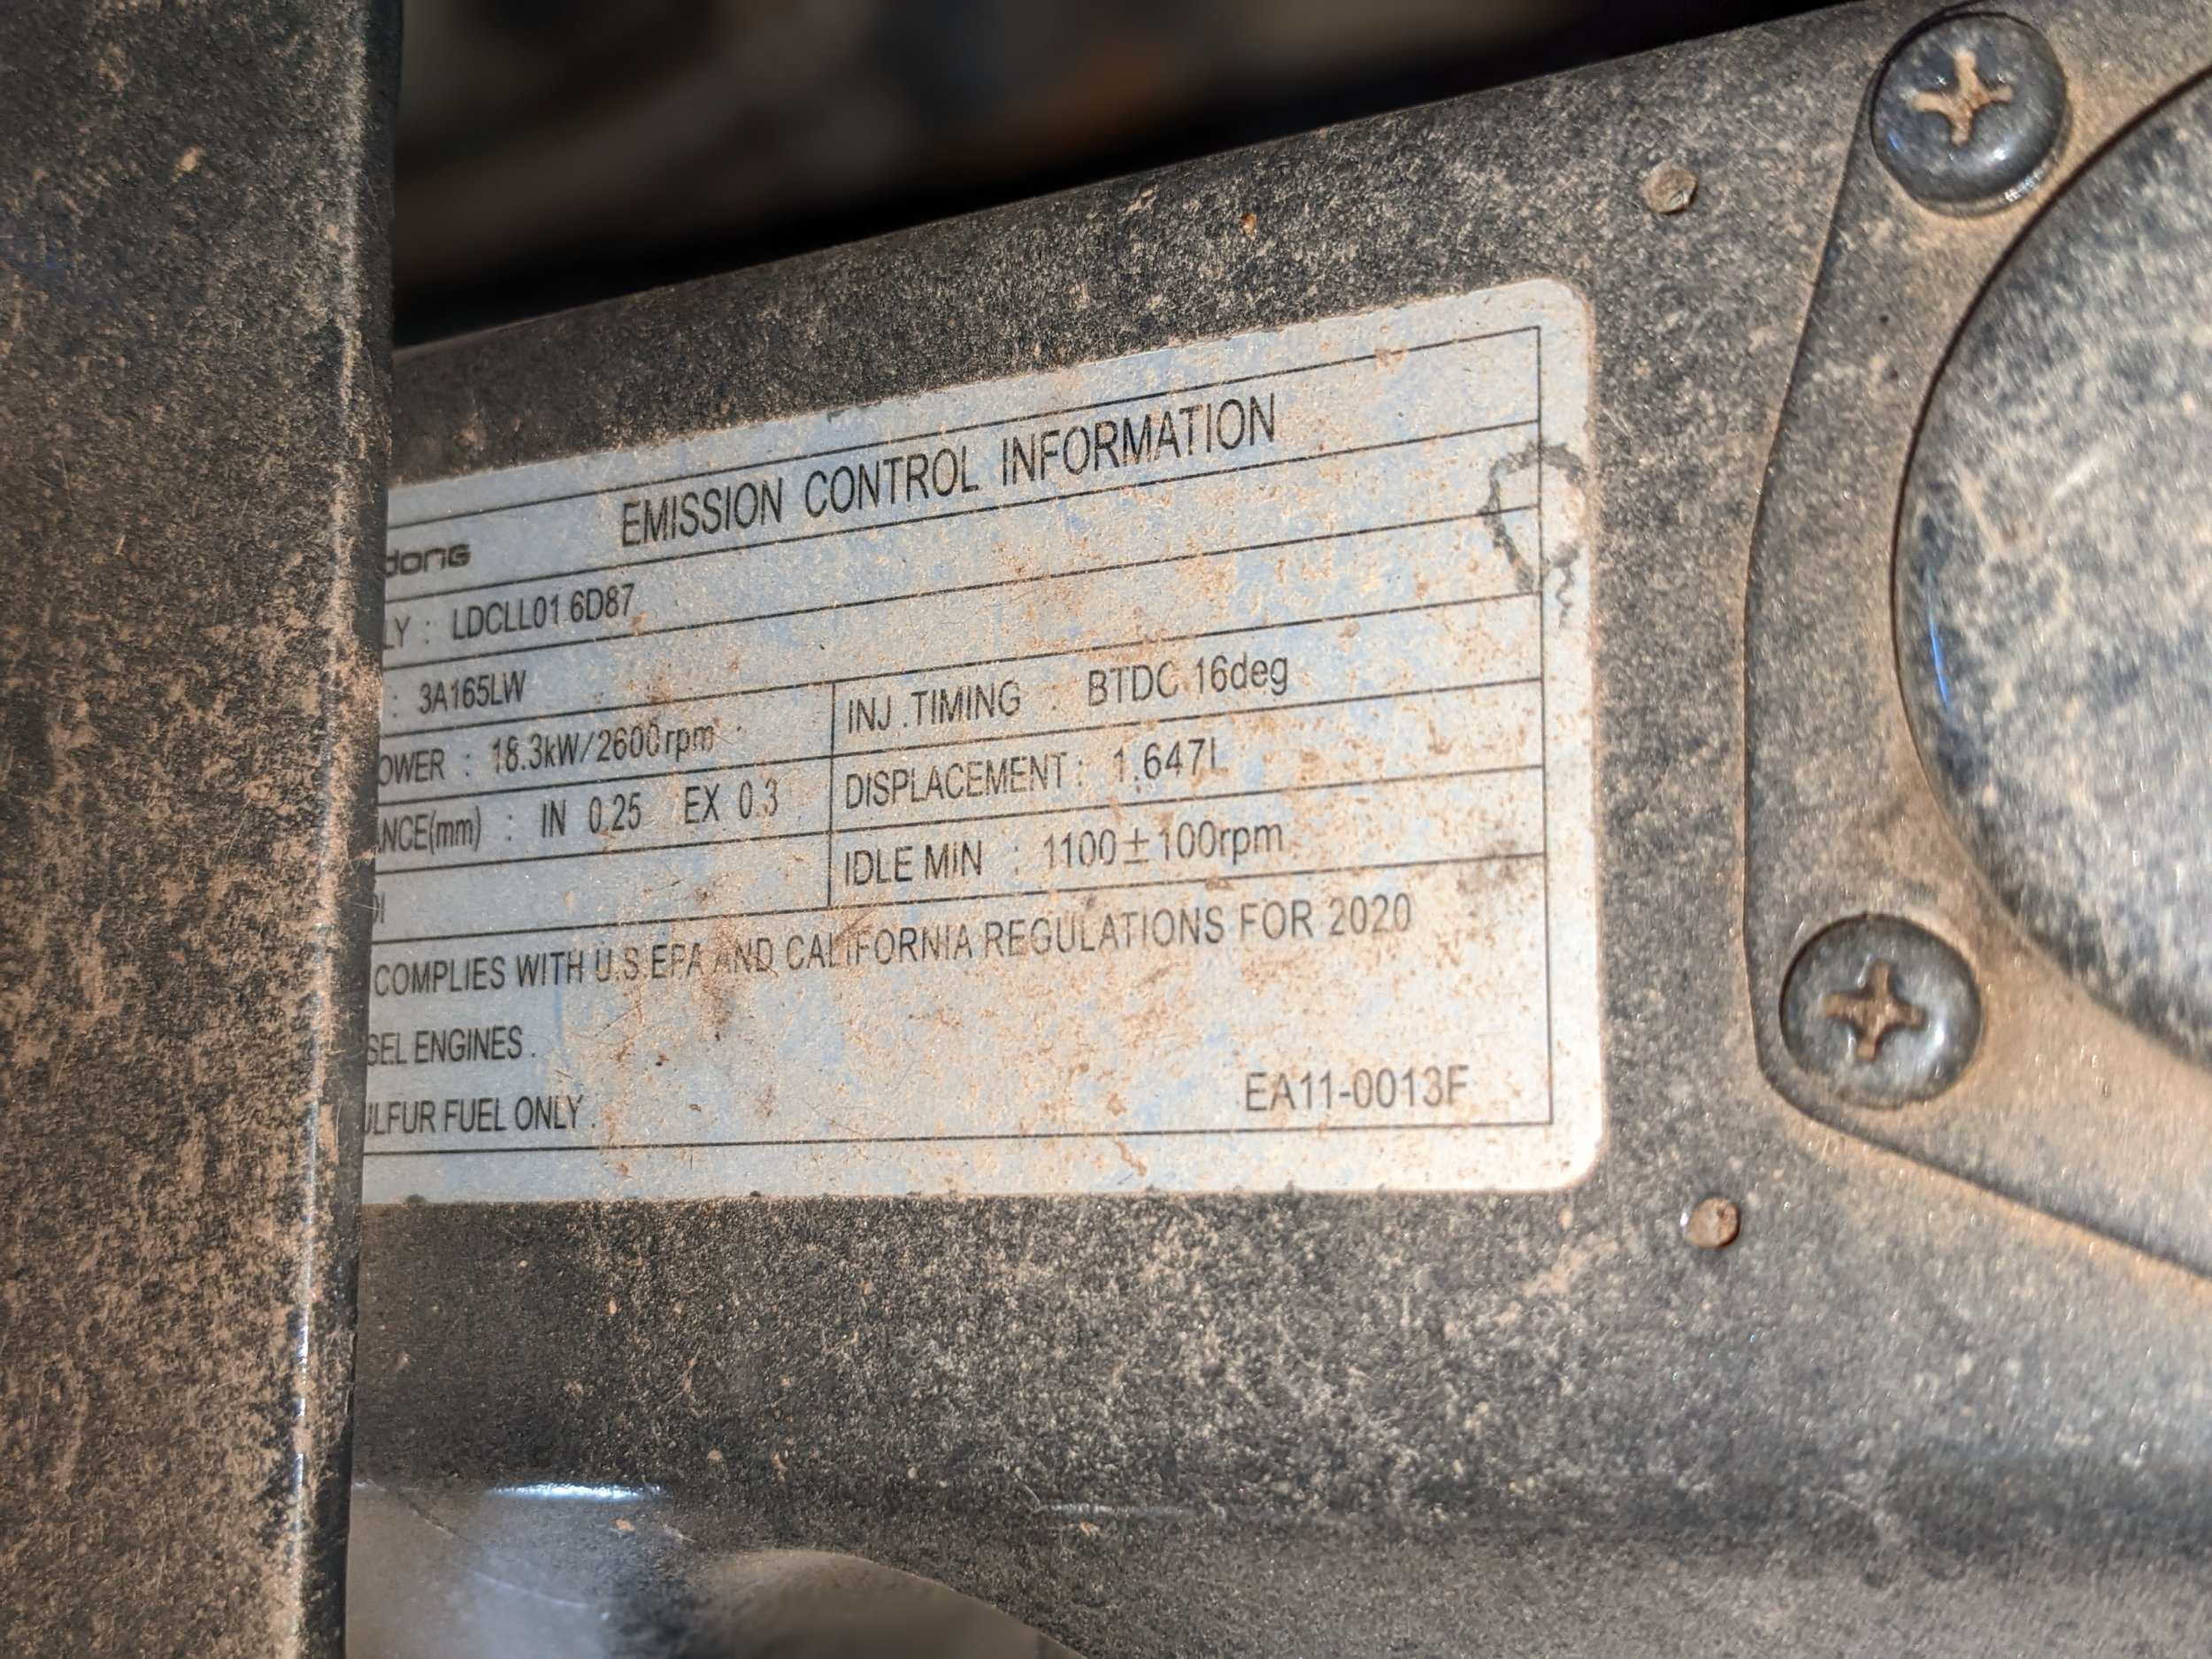 EMISSION CONTROL INFORMATION
dong
LY : LDCLL01.6D87
: 3A165LW
OWER : 18.3kW/2600rpm
INJ .TIMING : BTDC 16deg
ANCE(mm) : IN 0.25 EX 0.3
DISPLACEMENT : 1.647L
DI
IDLE MIN : 1100±100rpm
COMPLIES WITH U.S.EPA AND CALIFORNIA REGULATIONS FOR 2020
SEL ENGINES .
ULFUR FUEL ONLY .
EA11-0013F